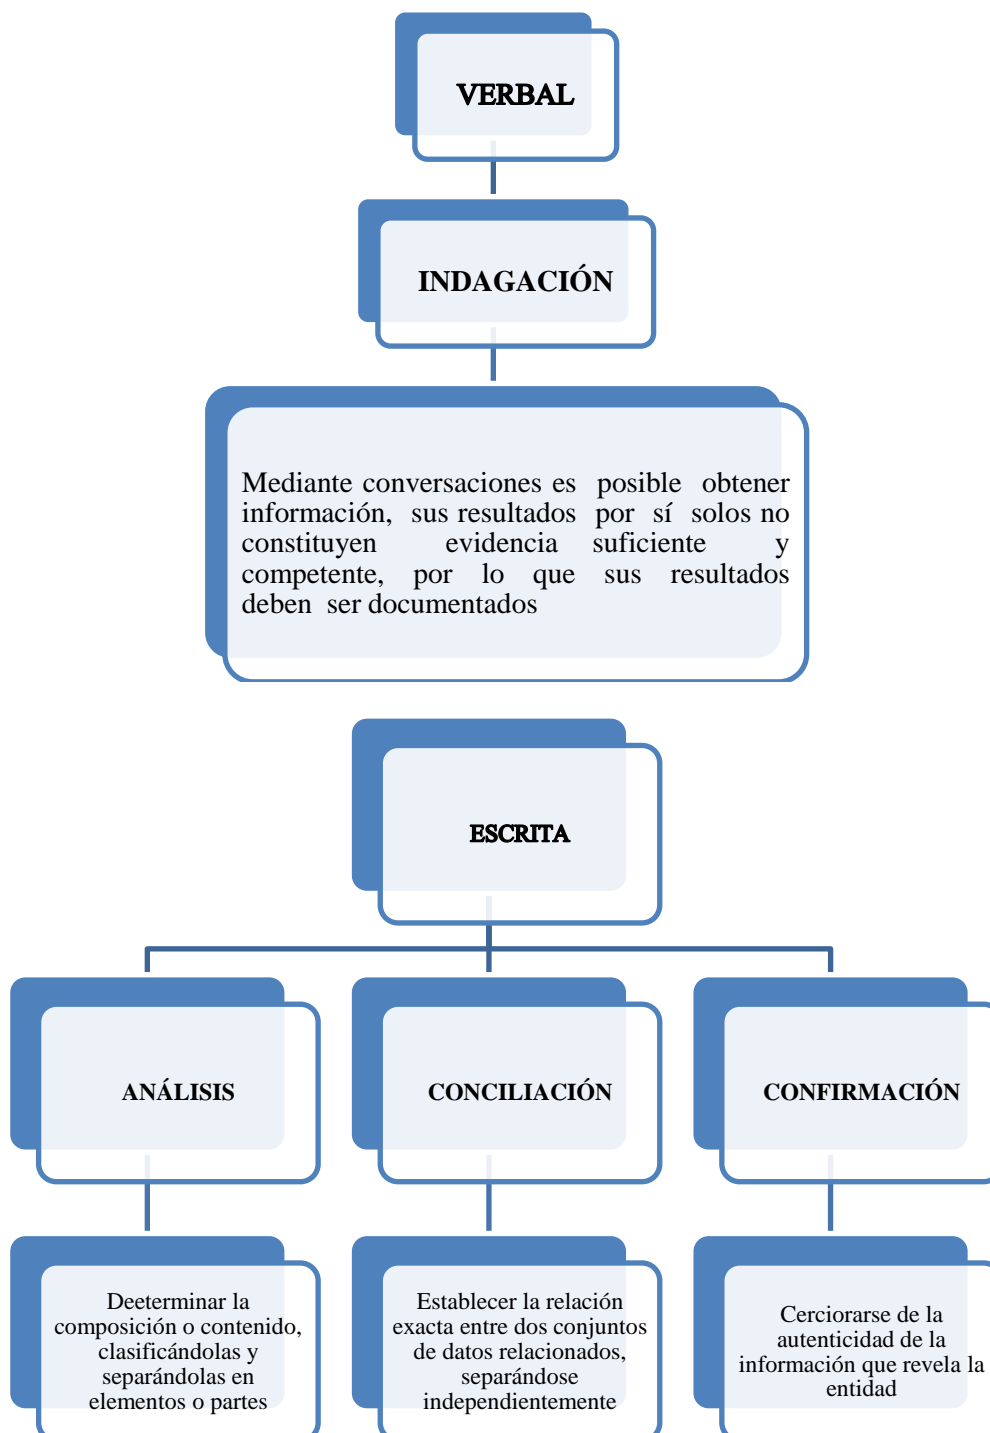 VERBAL
INDAGACIÓN
Mediante conversaciones es posible obtener
información, sus resultados por sí solos no
constituyen evidencia suficiente y
competente, por lo que sus resultados
deben ser documentados
ESCRITA
ANÁLISIS
CONCILIACIÓN
CONFIRMACIÓN
Deeterminar la
composición o contenido,
clasificándolas y
separándolas en
elementos o partes
Establecer la relación
exacta entre dos conjuntos
de datos relacionados,
separándose
independientemente
Cerciorarse de la
autenticidad de la
información que revela la
entidad